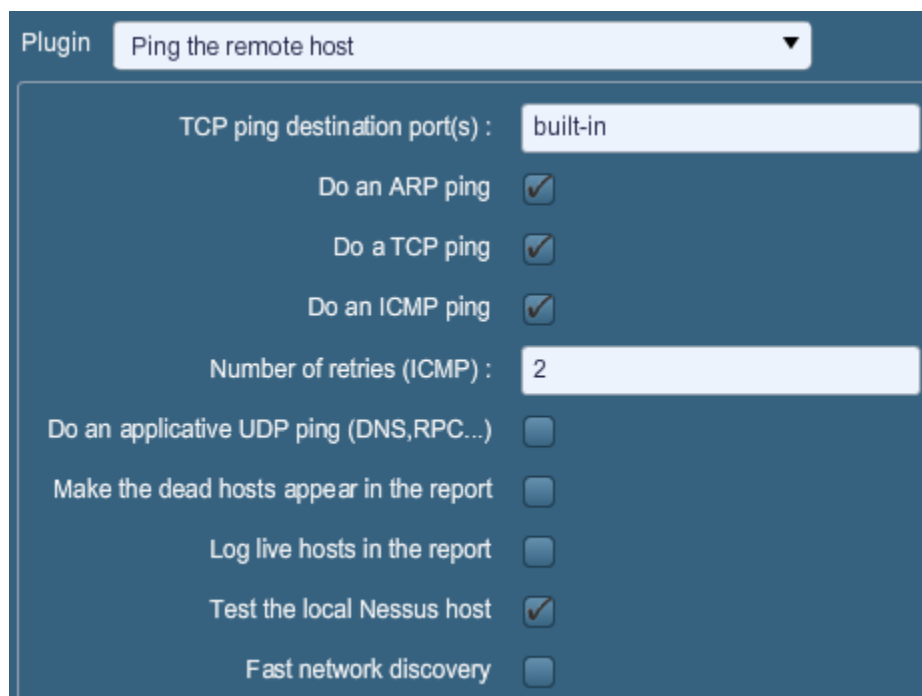 Plugin Ping the remote host
TCP ping destination port(s) : built-in
Do an ARP ping
Do a TCP ping
Do an ICMP ping
Number of retries (ICMP) : 2
Do an applicative UDP ping (DNS,RPC...)
Make the dead hosts appear in the report
Log live hosts in the report
Test the local Nessus host
Fast network discovery